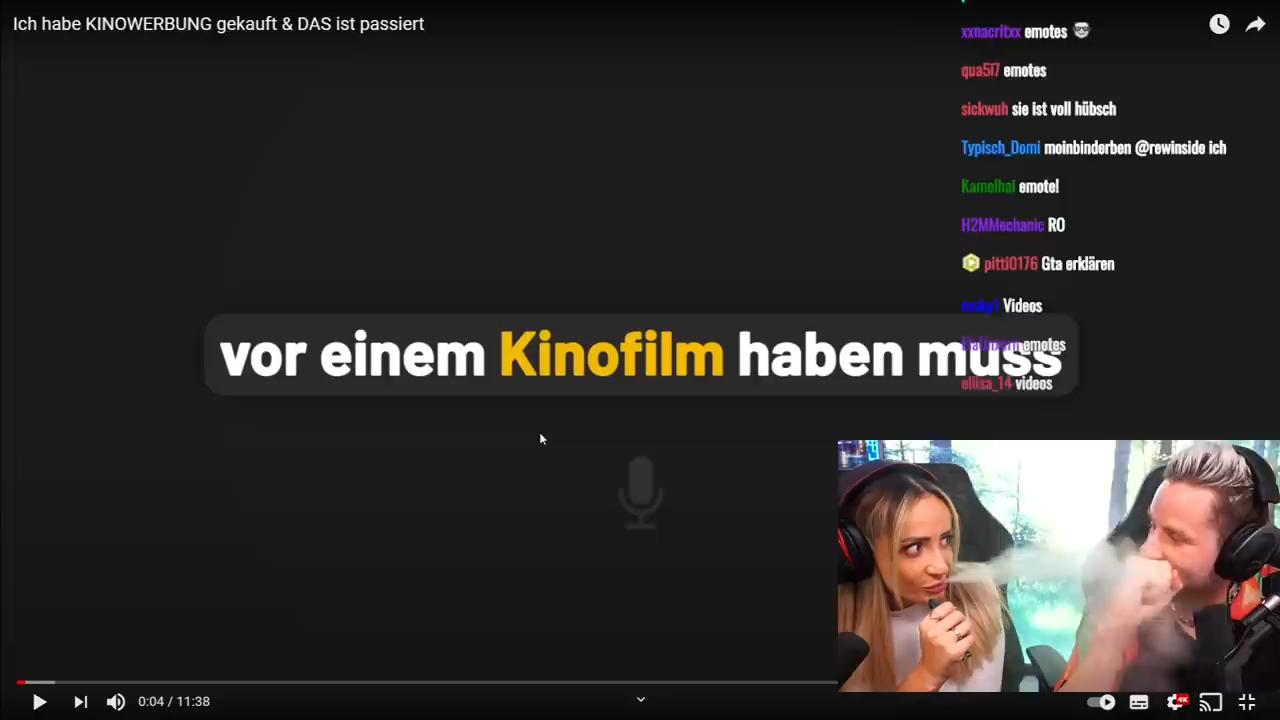 Ich habe KINOWERBUNG gekauft & DAS ist passiert
xxnacritxx emotes
qua5i7 emotes
sickwuh sie ist voll hübsch
Typisch_Domi moinbinderben @rewinside ich
Kamelhai emote!
H2MMechanic RO
pitti0176 Gta erklären
Videos
emotes
vor einem Kinofilm haben muss
ellisa_14 videos
0:04 / 11:38
4K